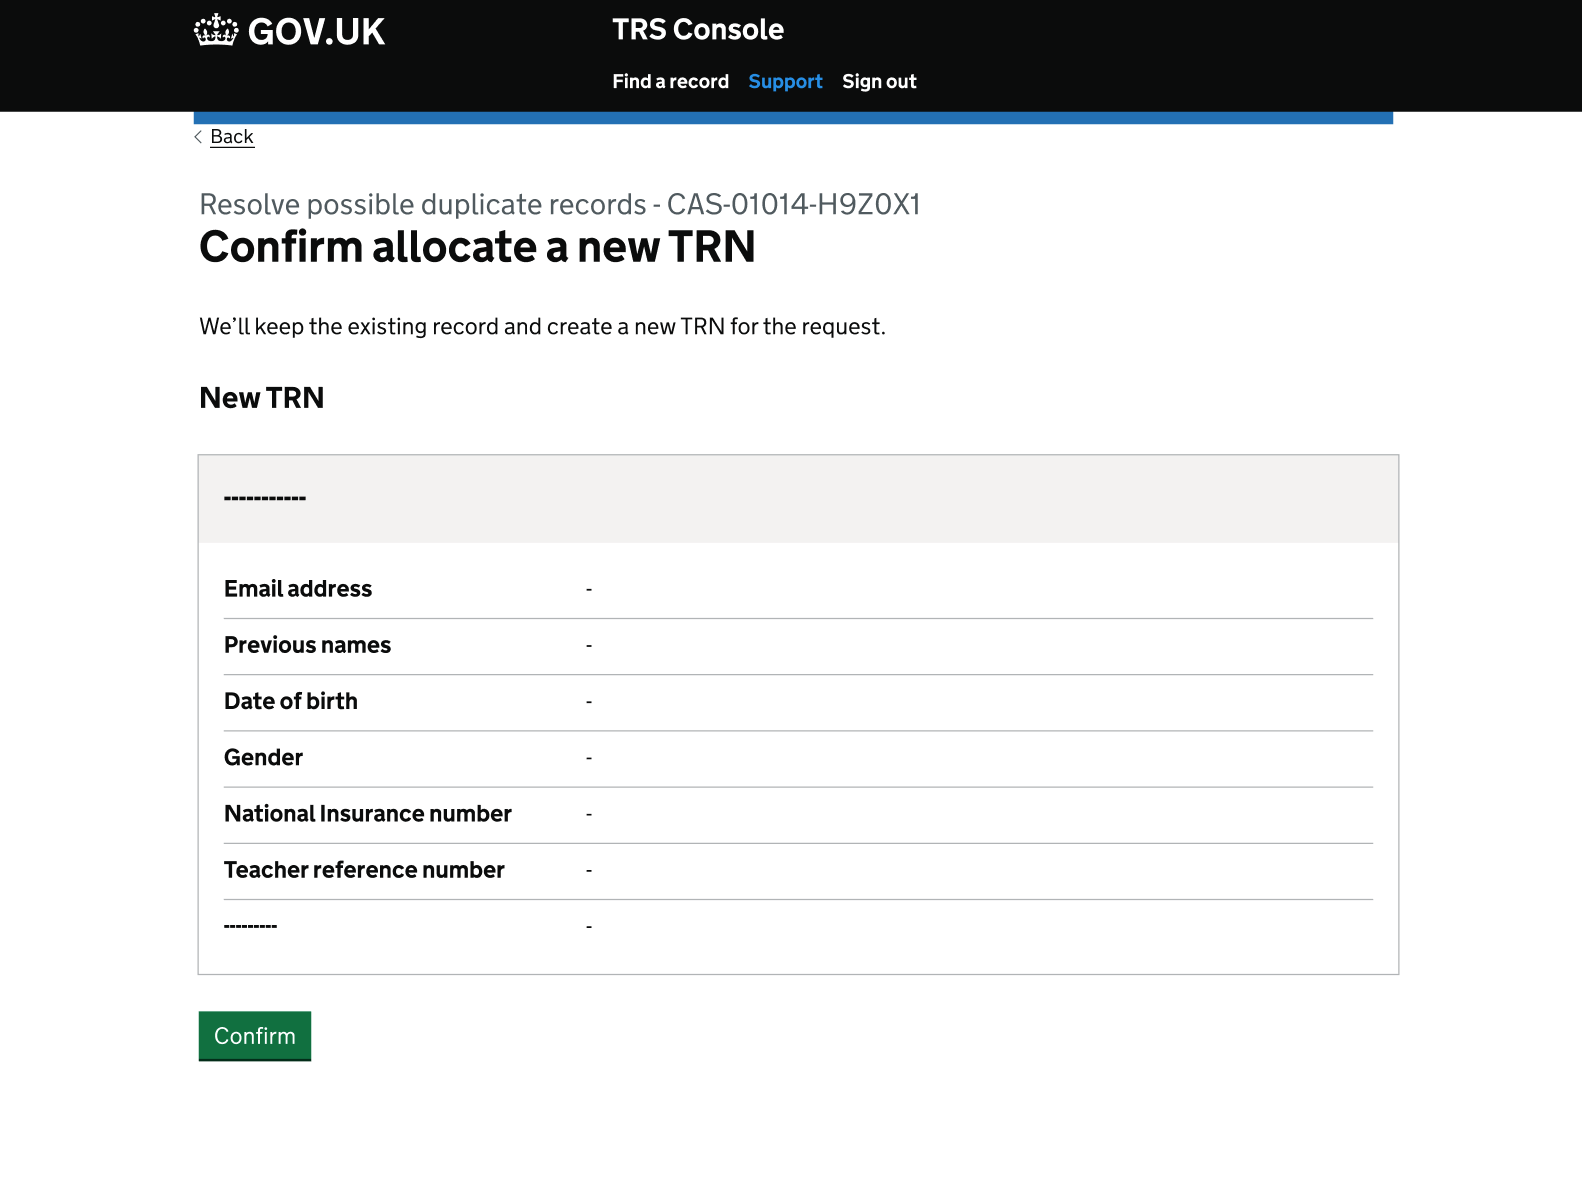 GOV.UK
TRS Console
Find a record Support Sign out
Back
Resolve possible duplicate records - CAS-01014-H9Z0X1
Confirm allocate a new TRN
We’ll keep the existing record and create a new TRN for the request.
New TRN
-----------
Email address -
Previous names -
Date of birth -
Gender -
National Insurance number -
Teacher reference number -
--------- -
Confirm